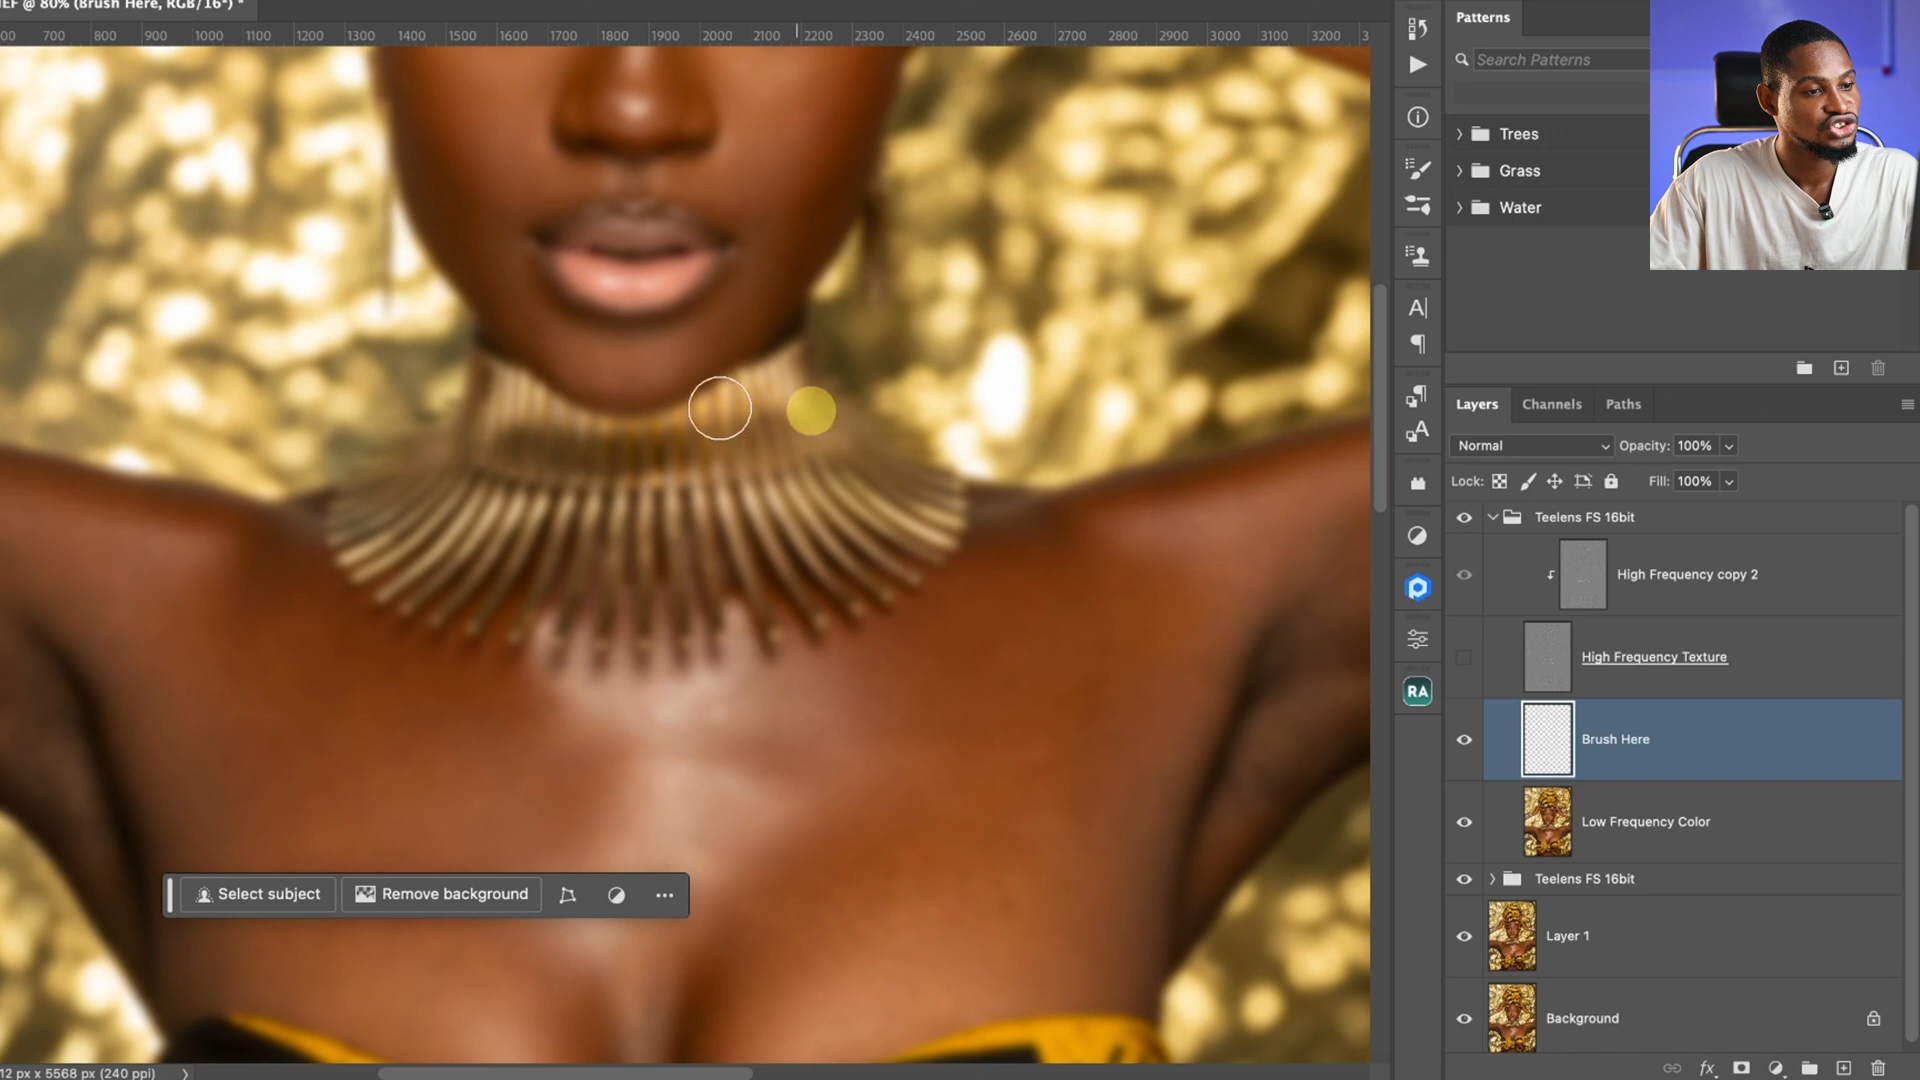 IEF @ 80% (Brush Here, RGB/16*) *
700 800 900 1000 1100 1200 1300 1400 1500 1600 1700 1800 1900 2000 2100 2200 2300 2400 2500 2600 2700 2800 2900 3000 3100 3200 3
Patterns
Search Patterns
Trees
Grass
Water
Layers Channels Paths
Normal Opacity: 100%
Lock: Fill: 100%
Teelens FS 16bit
High Frequency copy 2
High Frequency Texture
RA
Brush Here
Low Frequency Color
Teelens FS 16bit
Select subject Remove background
Layer 1
Background
12 px x 5568 px (240 ppi)
fx